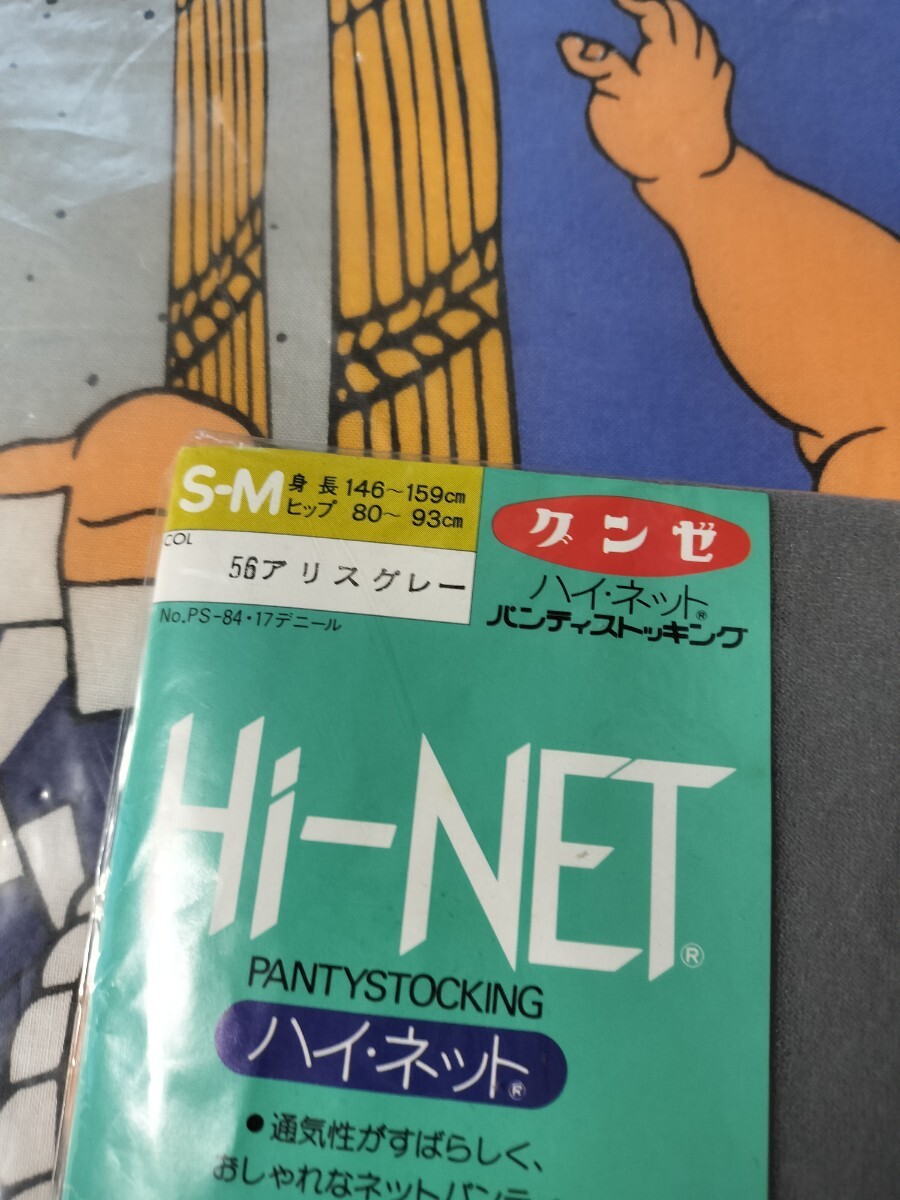 S-M 身長 146〜159cm
ヒップ 80〜 93cm
COL
56アリスグレー
No.PS-84・17デニール
グンゼ
ハイ・ネット®
パンティストッキング
Hi-NET®
PANTYSTOCKING
ハイ・ネット®
●通気性がすばらしく、
おしゃれなネットパンテ